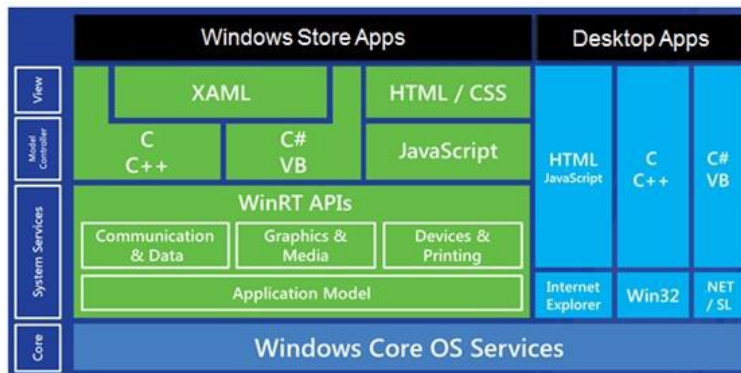 Windows Store Apps
Desktop Apps
View
XAML
HTML / CSS
Model
Controller
C
C++
C#
VB
JavaScript
HTML
JavaScript
C
C++
C#
VB
System Services
WinRT APIs
Communication
& Data
Graphics &
Media
Devices &
Printing
Application Model
Internet
Explorer
Win32
.NET
/ SL
Core
Windows Core OS Services